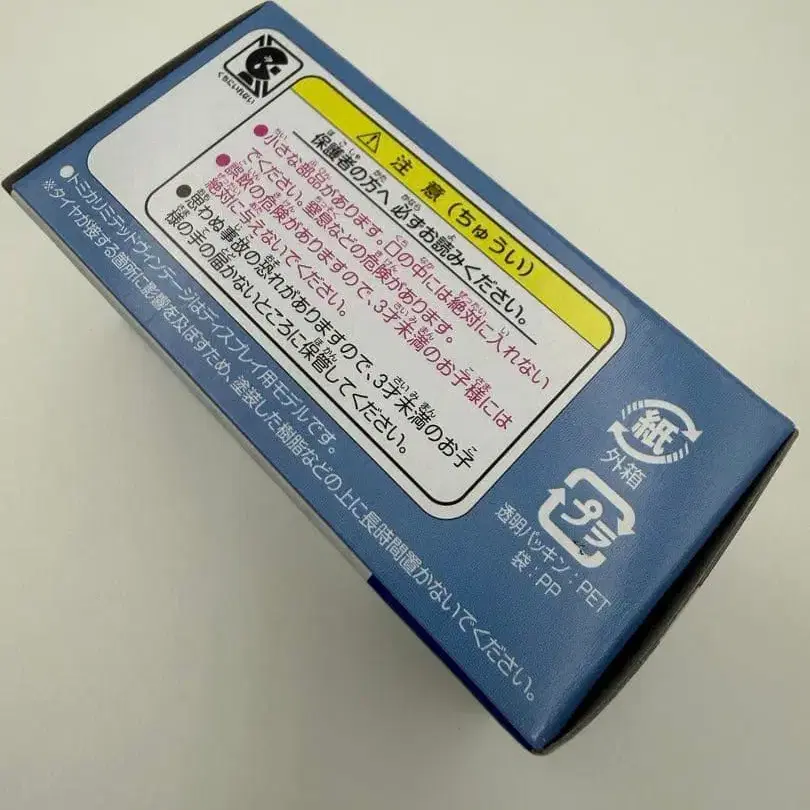 くちにいれない
⚠ 注意(ちゅうい)
保護者の方へ 必ずお読みください。
●小さな部品があります。口の中には絶対に入れない
でください。窒息などの危険があります。
●誤飲の危険がありますので、3才未満のお子様には
絶対に与えないでください。
●思わぬ事故の恐れがありますので、3才未満のお子
様の手の届かないところに保管してください。
●トミカリミテッドヴィンテージはディスプレイ用モデルです。
※タイヤが接する箇所に影響を及ぼすため、塗装した樹脂などの上に長時間置かないでください。
紙
外箱
プラ
透明パッキン:PET
袋:PP